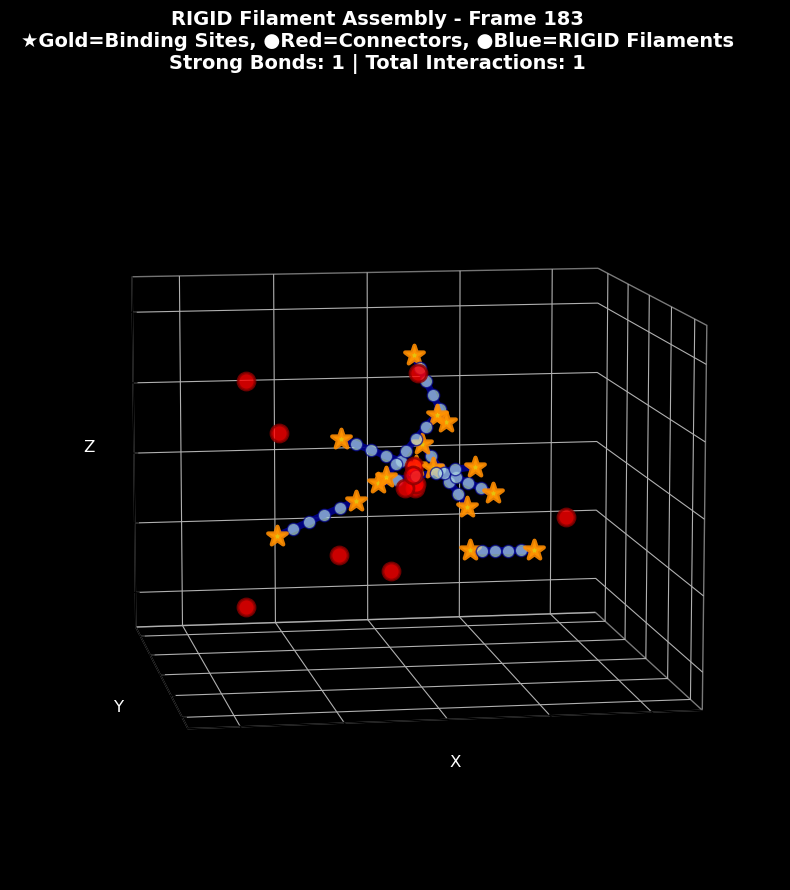 RIGID Filament Assembly - Frame 183
★Gold=Binding Sites, ●Red=Connectors, ●Blue=RIGID Filaments
Strong Bonds: 1 | Total Interactions: 1
Z
Y
X